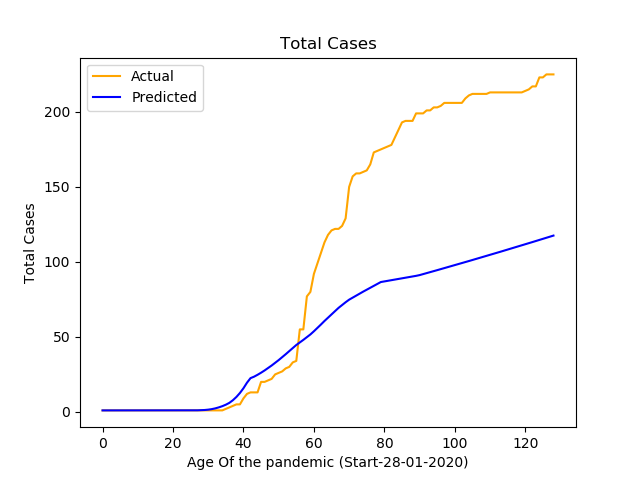 Total Cases
Actual
Predicted
200
150
100
50
0
Total Cases
0 20 40 60 80 100 120
Age Of the pandemic (Start-28-01-2020)